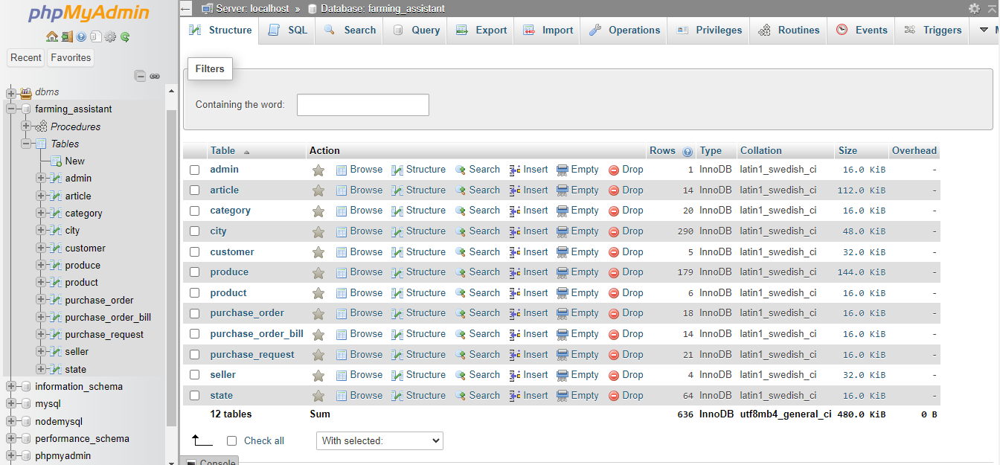 phpMyAdmin
Recent Favorites
dbms
farming_assistant
Procedures
Tables
New
admin
article
category
city
customer
produce
product
purchase_order
purchase_order_bill
purchase_request
seller
state
information_schema
mysql
nodemysql
performance_schema
phpmyadmin
Server: localhost » Database: farming_assistant
Structure SQL Search Query Export Import Operations Privileges Routines Events Triggers
Filters
Containing the word:
Table Action Rows Type Collation Size Overhead
admin Browse Structure Search Insert Empty Drop 1 InnoDB latin1_swedish_ci 16.0 KiB -
article Browse Structure Search Insert Empty Drop 14 InnoDB latin1_swedish_ci 112.0 KiB -
category Browse Structure Search Insert Empty Drop 20 InnoDB latin1_swedish_ci 16.0 KiB -
city Browse Structure Search Insert Empty Drop 290 InnoDB latin1_swedish_ci 48.0 KiB -
customer Browse Structure Search Insert Empty Drop 5 InnoDB latin1_swedish_ci 32.0 KiB -
produce Browse Structure Search Insert Empty Drop 179 InnoDB latin1_swedish_ci 144.0 KiB -
product Browse Structure Search Insert Empty Drop 6 InnoDB latin1_swedish_ci 16.0 KiB -
purchase_order Browse Structure Search Insert Empty Drop 18 InnoDB latin1_swedish_ci 16.0 KiB -
purchase_order_bill Browse Structure Search Insert Empty Drop 14 InnoDB latin1_swedish_ci 16.0 KiB -
purchase_request Browse Structure Search Insert Empty Drop 21 InnoDB latin1_swedish_ci 16.0 KiB -
seller Browse Structure Search Insert Empty Drop 4 InnoDB latin1_swedish_ci 32.0 KiB -
state Browse Structure Search Insert Empty Drop 64 InnoDB latin1_swedish_ci 16.0 KiB -
12 tables Sum 636 InnoDB utf8mb4_general_ci 480.0 KiB 0 B
Check all With selected:
Console